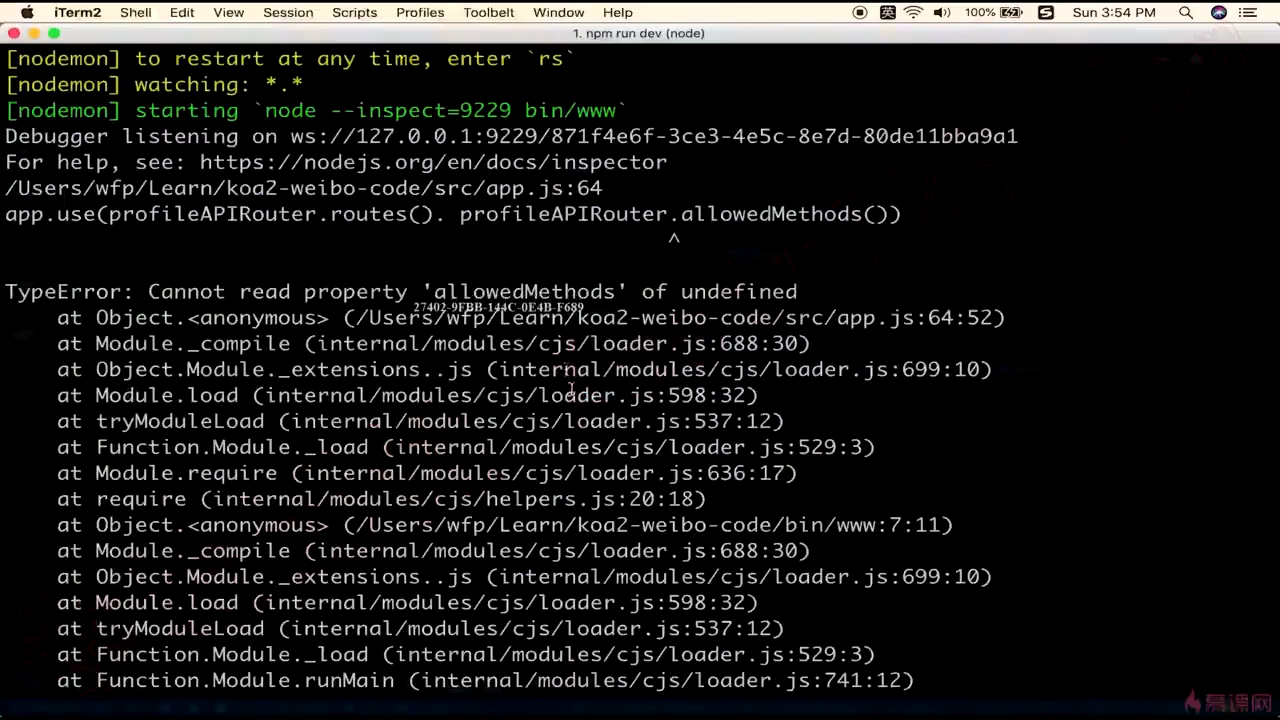 iTerm2 Shell Edit View Session Scripts Profiles Toolbelt Window Help 英 100% S Sun 3:54 PM
1. npm run dev (node)
[nodemon] to restart at any time, enter `rs`
[nodemon] watching: *.*
[nodemon] starting `node --inspect=9229 bin/www`
Debugger listening on ws://127.0.0.1:9229/871f4e6f-3ce3-4e5c-8e7d-80de11bba9a1
For help, see: https://nodejs.org/en/docs/inspector
/Users/wfp/Learn/koa2-weibo-code/src/app.js:64
app.use(profileAPIRouter.routes(). profileAPIRouter.allowedMethods())
^
TypeError: Cannot read property 'allowedMethods' of undefined
27402-9FBB-144C-0E4B-F689
at Object.<anonymous> (/Users/wfp/Learn/koa2-weibo-code/src/app.js:64:52)
at Module._compile (internal/modules/cjs/loader.js:688:30)
at Object.Module._extensions..js (internal/modules/cjs/loader.js:699:10)
at Module.load (internal/modules/cjs/loader.js:598:32)
at tryModuleLoad (internal/modules/cjs/loader.js:537:12)
at Function.Module._load (internal/modules/cjs/loader.js:529:3)
at Module.require (internal/modules/cjs/loader.js:636:17)
at require (internal/modules/cjs/helpers.js:20:18)
at Object.<anonymous> (/Users/wfp/Learn/koa2-weibo-code/bin/www:7:11)
at Module._compile (internal/modules/cjs/loader.js:688:30)
at Object.Module._extensions..js (internal/modules/cjs/loader.js:699:10)
at Module.load (internal/modules/cjs/loader.js:598:32)
at tryModuleLoad (internal/modules/cjs/loader.js:537:12)
at Function.Module._load (internal/modules/cjs/loader.js:529:3)
at Function.Module.runMain (internal/modules/cjs/loader.js:741:12)
慕课网